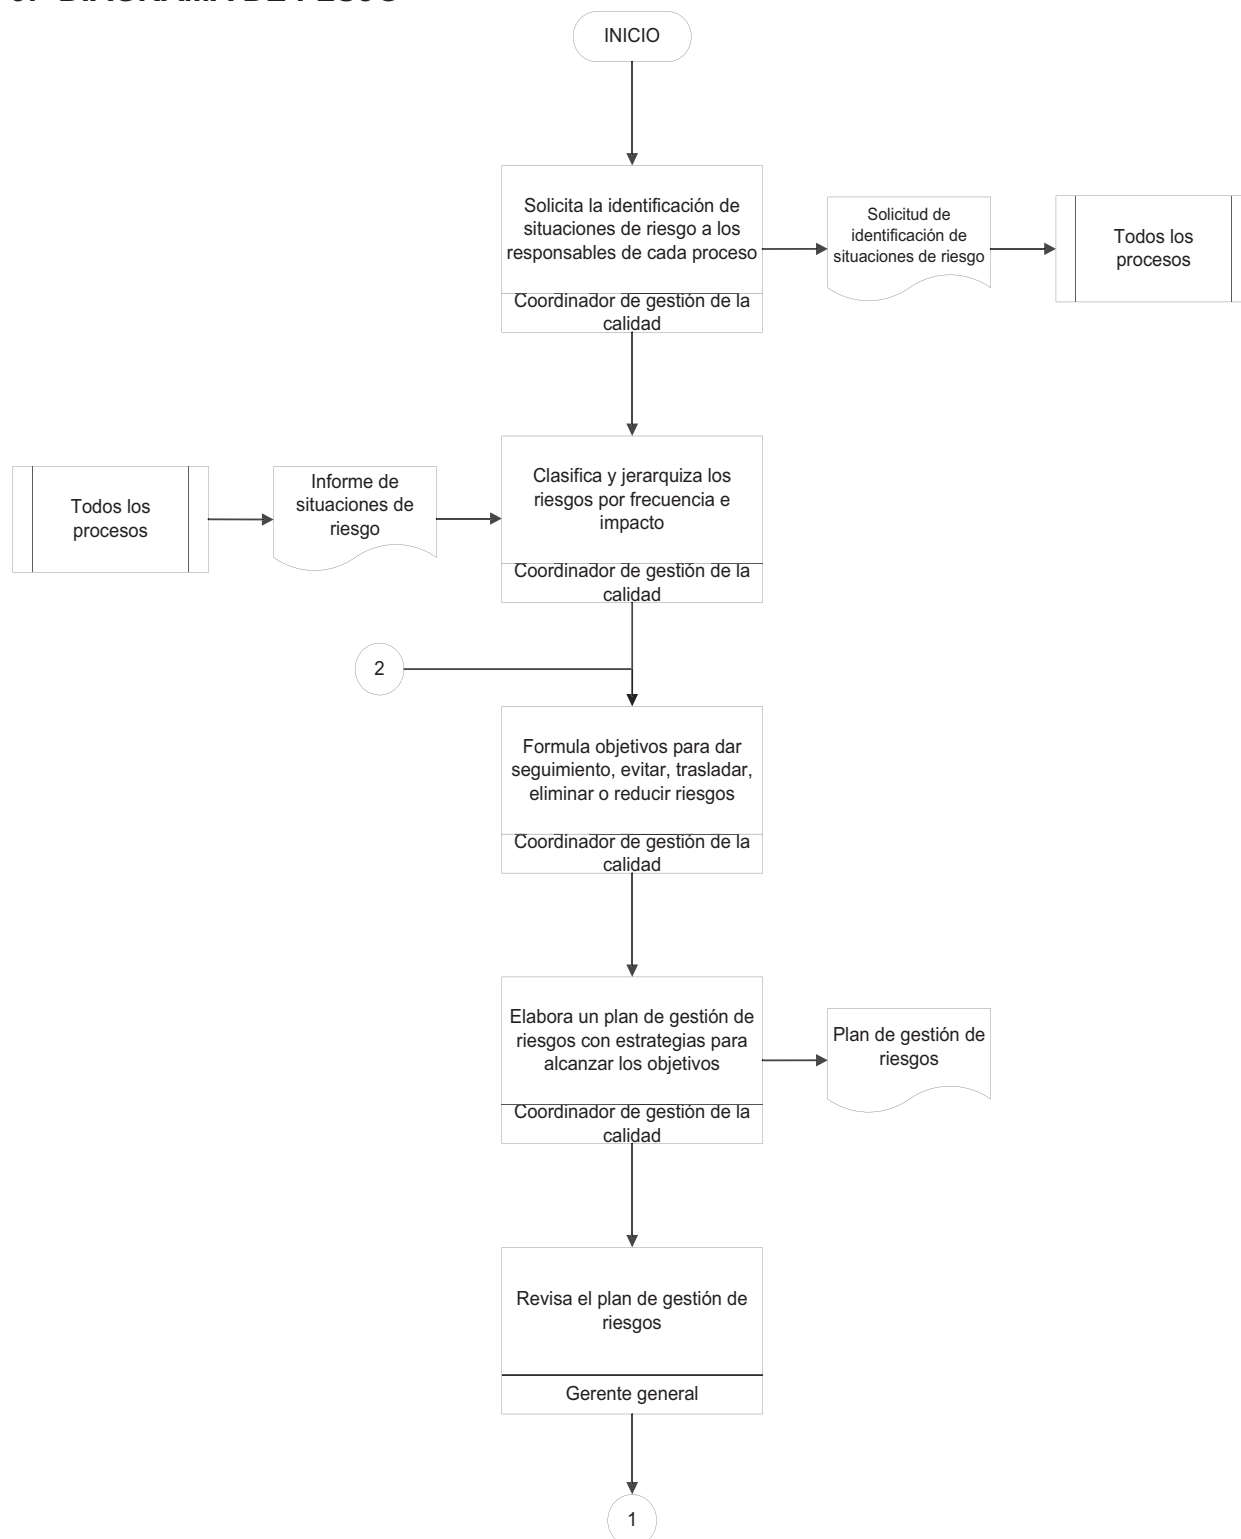 INICIO
Solicita la identificación de
situaciones de riesgo a los
responsables de cada proceso
Coordinador de gestión de la
calidad
Solicitud de
identificación de
situaciones de riesgo
Todos los
procesos
Todos los
procesos
Informe de
situaciones de
riesgo
Clasifica y jerarquiza los
riesgos por frecuencia e
impacto
Coordinador de gestión de la
calidad
2
Formula objetivos para dar
seguimiento, evitar, trasladar,
eliminar o reducir riesgos
Coordinador de gestión de la
calidad
Elabora un plan de gestión de
riesgos con estrategias para
alcanzar los objetivos
Coordinador de gestión de la
calidad
Plan de gestión de
riesgos
Revisa el plan de gestión de
riesgos
Gerente general
1